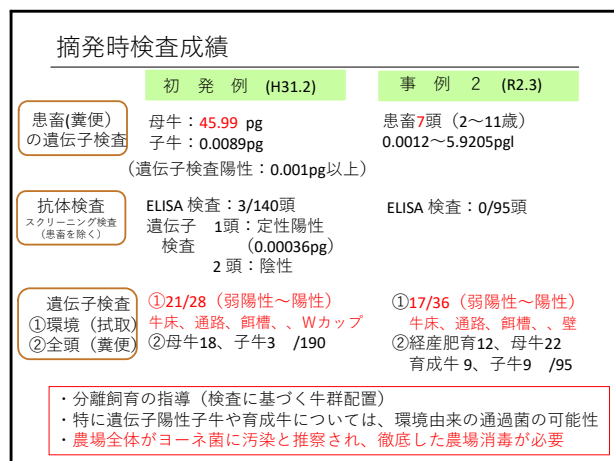 摘発時検査成績
初 発 例 (H31.2)
事 例 2 (R2.3)
患畜(糞便)
の遺伝子検査
母牛：45.99 pg
子牛：0.0089pg
（遺伝子検査陽性：0.001pg以上）
患畜7頭（2～11歳）
0.0012～5.9205pgl
抗体検査
スクリーニング検査
（患畜を除く）
ELISA 検査：3/140頭
遺伝子 1頭：定性陽性
検査 （0.00036pg）
2 頭：陰性
ELISA 検査：0/95頭
遺伝子検査
①環境（拭取）
②全頭（糞便）
①21/28（弱陽性～陽性）
牛床、通路、餌槽、、Wカップ
②母牛18、子牛3 /190
①17/36（弱陽性～陽性）
牛床、通路、餌槽、、壁
②経産肥育12、母牛22
育成牛 9、子牛9 /95
・分離飼育の指導（検査に基づく牛群配置）
・特に遺伝子陽性子牛や育成牛については、環境由来の通過菌の可能性
・農場全体がヨーネ菌に汚染と推察され、徹底した農場消毒が必要